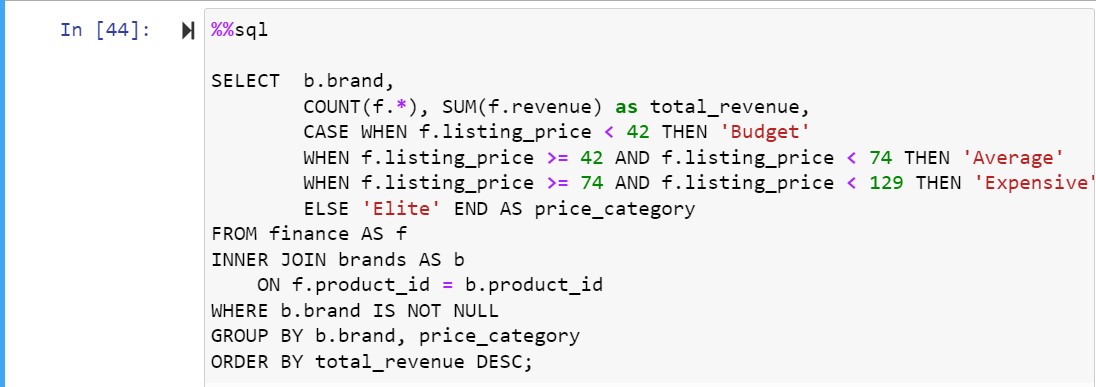 In [44]: %%sql
SELECT b.brand,
COUNT(f.*), SUM(f.revenue) as total_revenue,
CASE WHEN f.listing_price < 42 THEN 'Budget'
WHEN f.listing_price >= 42 AND f.listing_price < 74 THEN 'Average'
WHEN f.listing_price >= 74 AND f.listing_price < 129 THEN 'Expensive'
ELSE 'Elite' END AS price_category
FROM finance AS f
INNER JOIN brands AS b
ON f.product_id = b.product_id
WHERE b.brand IS NOT NULL
GROUP BY b.brand, price_category
ORDER BY total_revenue DESC;